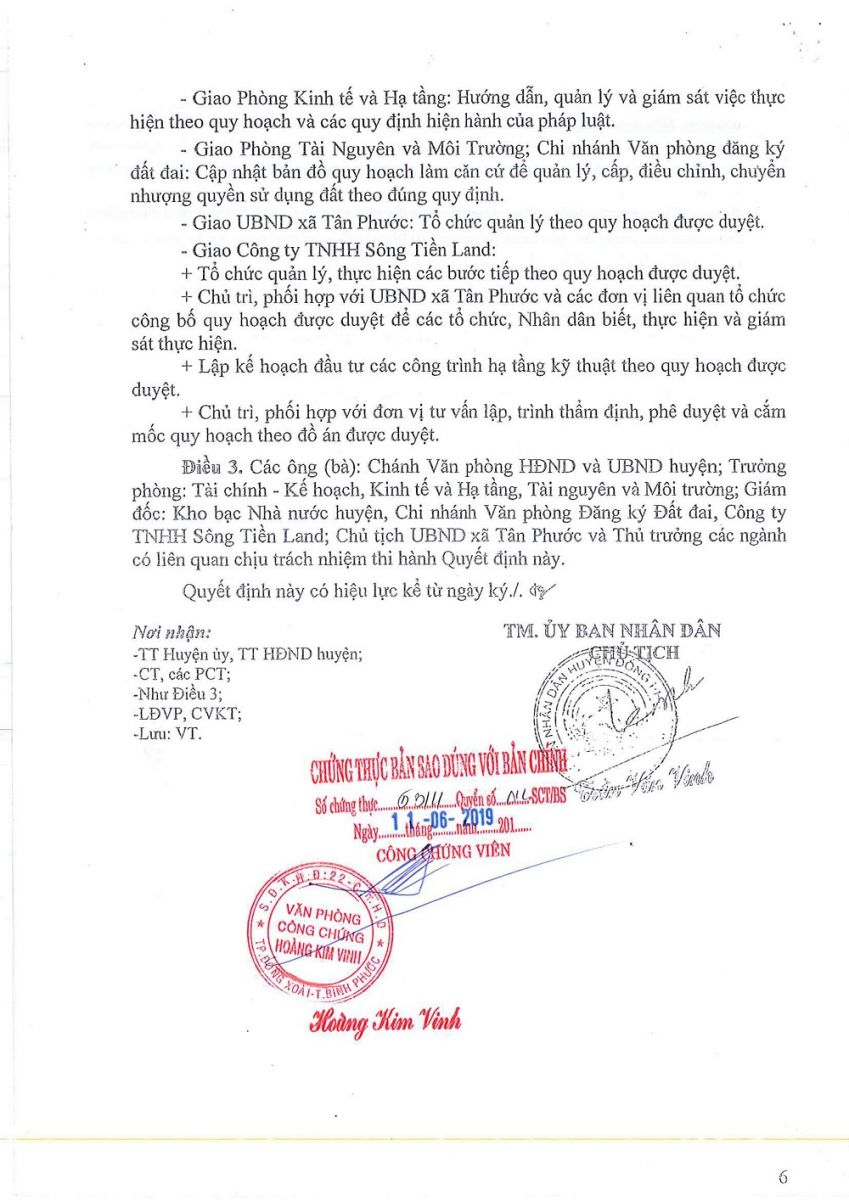 - Giao Phòng Kinh tế và Hạ tầng: Hướng dẫn, quản lý và giám sát việc thực
hiện theo quy hoạch và các quy định hiện hành của pháp luật.
- Giao Phòng Tài Nguyên và Môi Trường; Chi nhánh Văn phòng đăng ký
đất đai: Cập nhật bản đồ quy hoạch làm căn cứ để quản lý, cấp, điều chỉnh, chuyển
nhượng quyền sử dụng đất theo đúng quy định.
- Giao UBND xã Tân Phước: Tổ chức quản lý theo quy hoạch được duyệt.
- Giao Công ty TNHH Sông Tiền Land:
+ Tổ chức quản lý, thực hiện các bước tiếp theo quy hoạch được duyệt.
+ Chủ trì, phối hợp với UBND xã Tân Phước và các đơn vị liên quan tổ chức
công bố quy hoạch được duyệt để các tổ chức, Nhân dân biết, thực hiện và giám
sát thực hiện.
+ Lập kế hoạch đầu tư các công trình hạ tầng kỹ thuật theo quy hoạch được
duyệt.
+ Chủ trì, phối hợp với đơn vị tư vấn lập, trình thẩm định, phê duyệt và cắm
mốc quy hoạch theo đồ án được duyệt.
Điều 3. Các ông (bà): Chánh Văn phòng HĐND và UBND huyện; Trưởng
phòng: Tài chính - Kế hoạch, Kinh tế và Hạ tầng, Tài nguyên và Môi trường; Giám
đốc: Kho bạc Nhà nước huyện, Chi nhánh Văn phòng Đăng ký Đất đai, Công ty
TNHH Sông Tiền Land; Chủ tịch UBND xã Tân Phước và Thủ trưởng các ngành
có liên quan chịu trách nhiệm thi hành Quyết định này.
Quyết định này có hiệu lực kể từ ngày ký./.
Nơi nhận:
-TT Huyện ủy, TT HĐND huyện;
-CT, các PCT;
-Như Điều 3;
-LĐVP, CVKT;
-Lưu: VT.
TM. ỦY BAN NHÂN DÂN
CHỦ TỊCH
NHÂN DÂN HUYỆN ĐỒNG
Trần Văn Vinh
CHỨNG THỰC BẢN SAO ĐÚNG VỚI BẢN CHÍNH
Số chứng thực Quyển số SCT/BS
Ngày 11 -06- 2019 tháng năm 201
CÔNG CHỨNG VIÊN
S.D.K.H.Đ:22-C.T.H.D
VĂN PHÒNG
CÔNG CHỨNG
HOÀNG KIM VINH
TP.ĐỒNG XOÀI-T.BÌNH PHƯỚC
Hoàng Kim Vinh
6